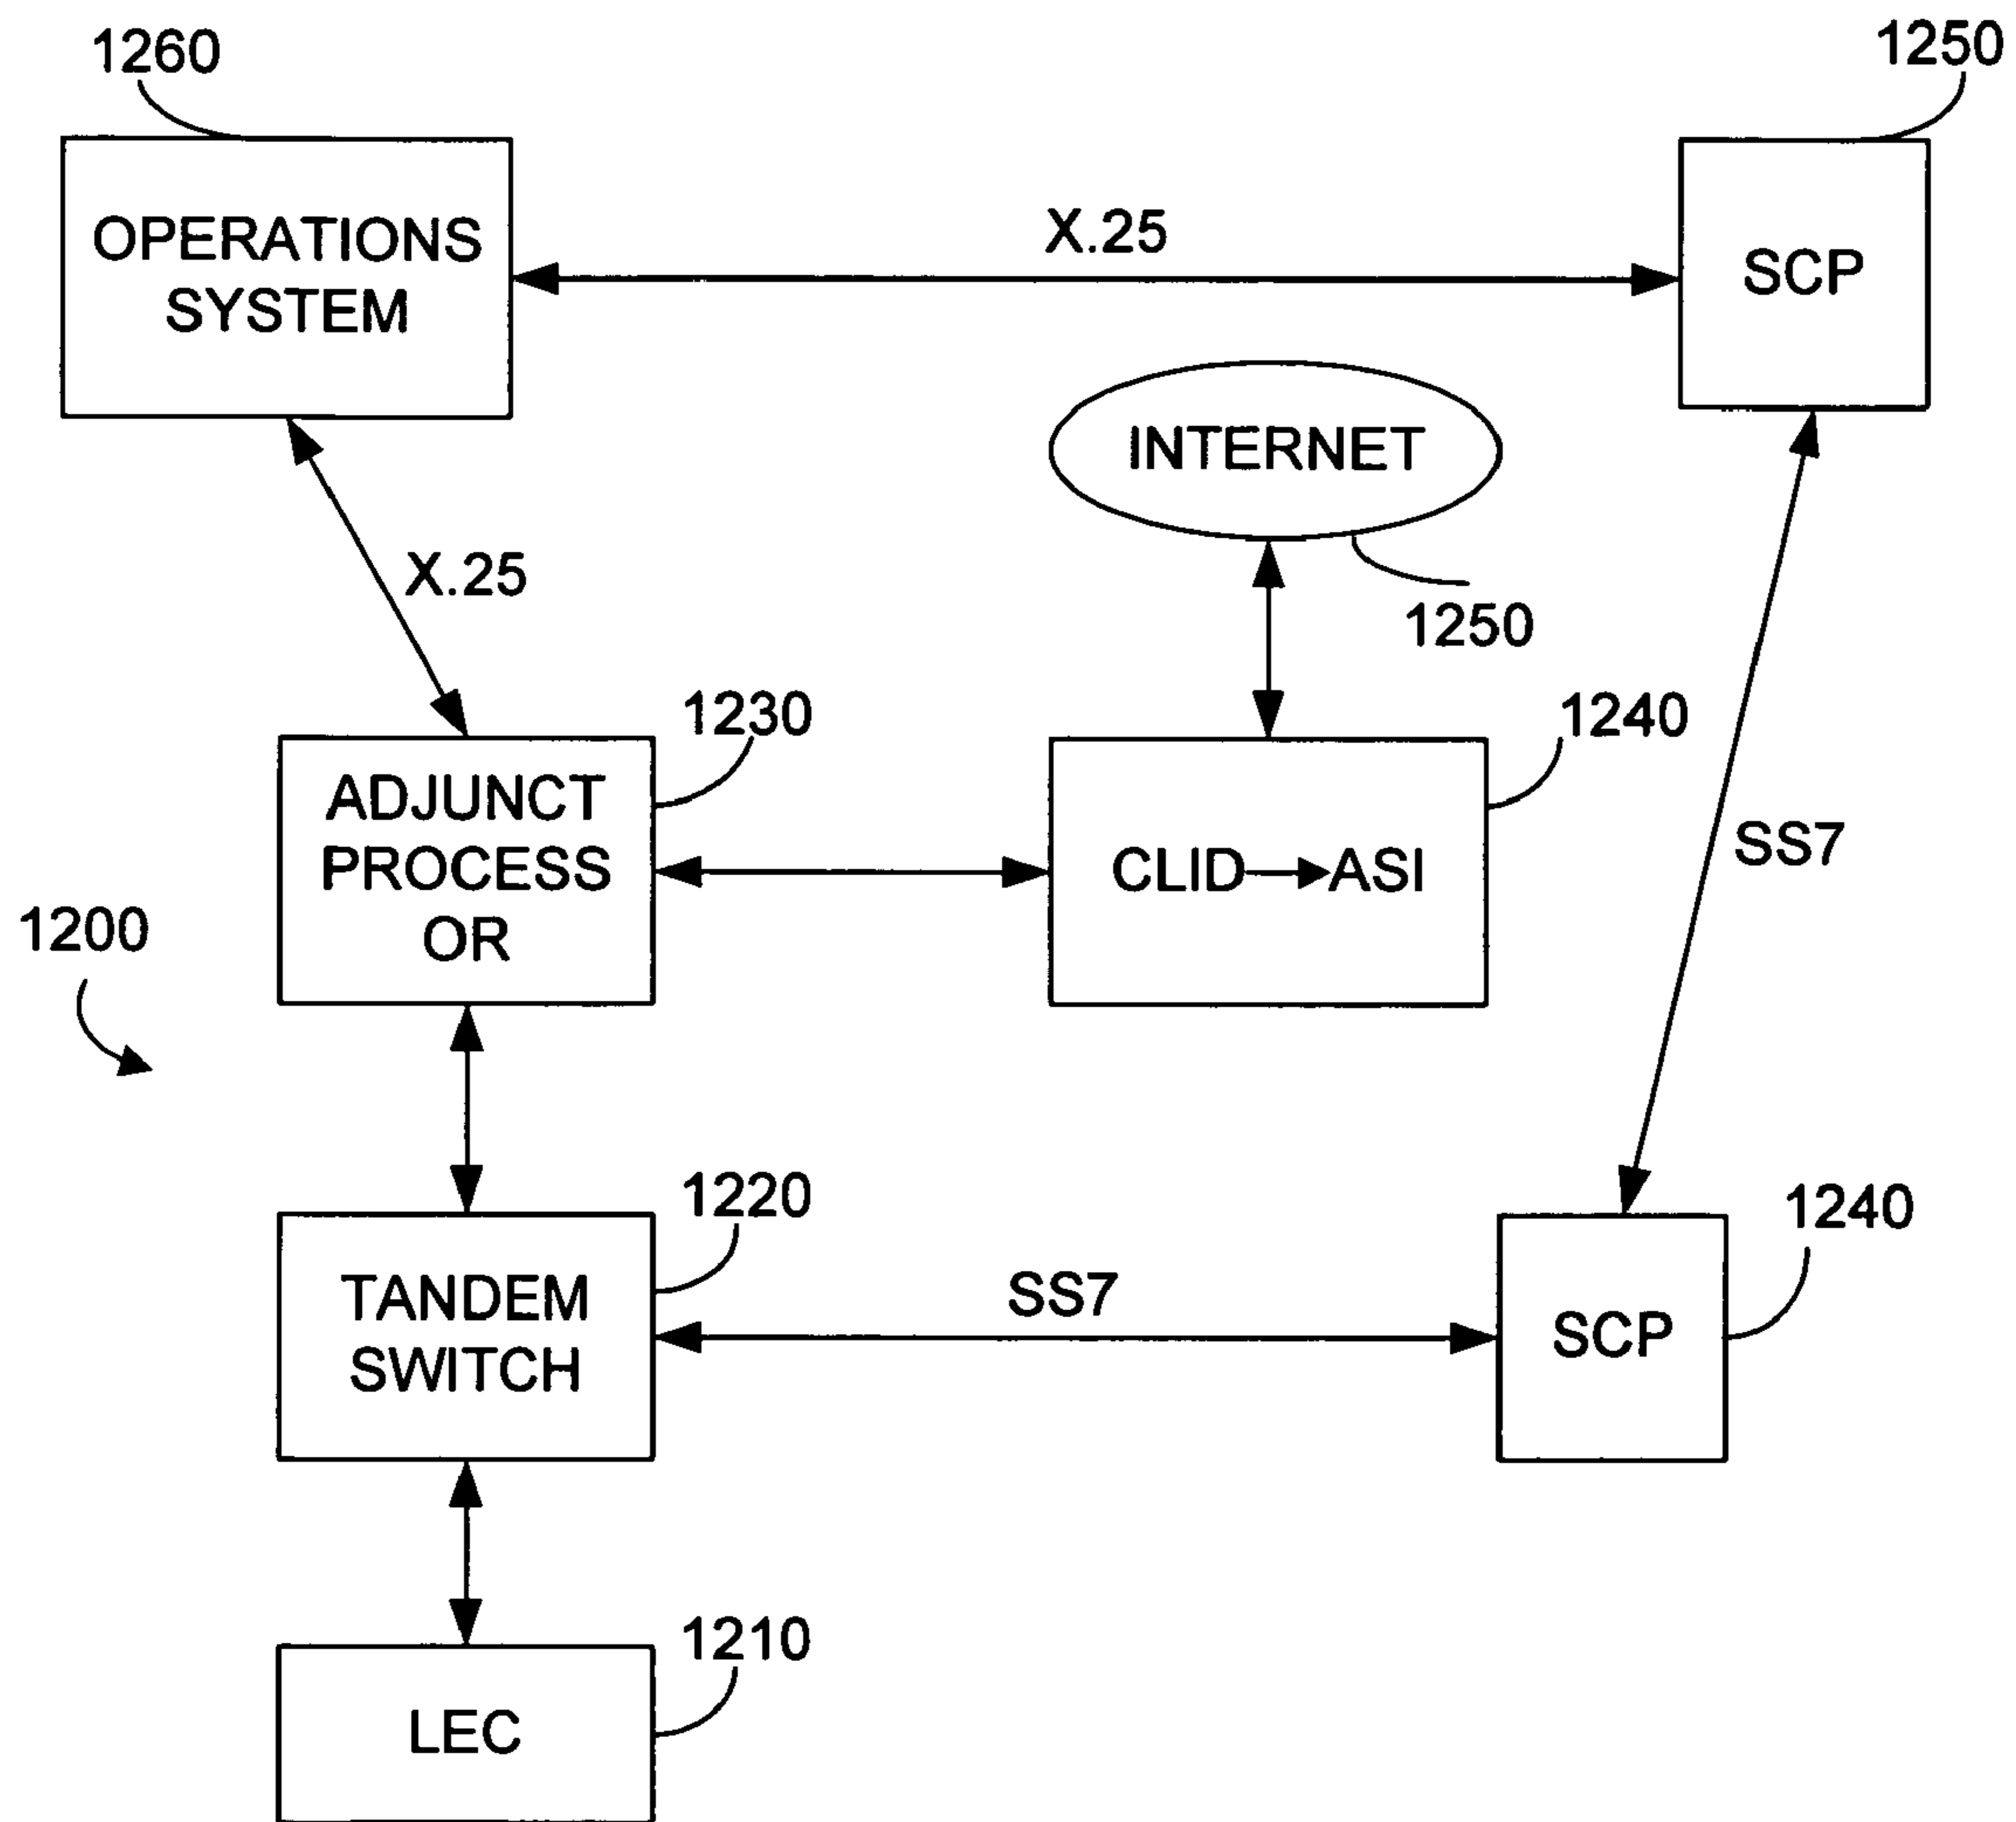 1260
1250
OPERATIONS
SYSTEM
X.25
SCP
INTERNET
X.25
1250
1230
1240
ADJUNCT
PROCESS
OR
CLID
ASI
SS7
1200
1220
1240
TANDEM
SWITCH
SS7
SCP
1210
LEC